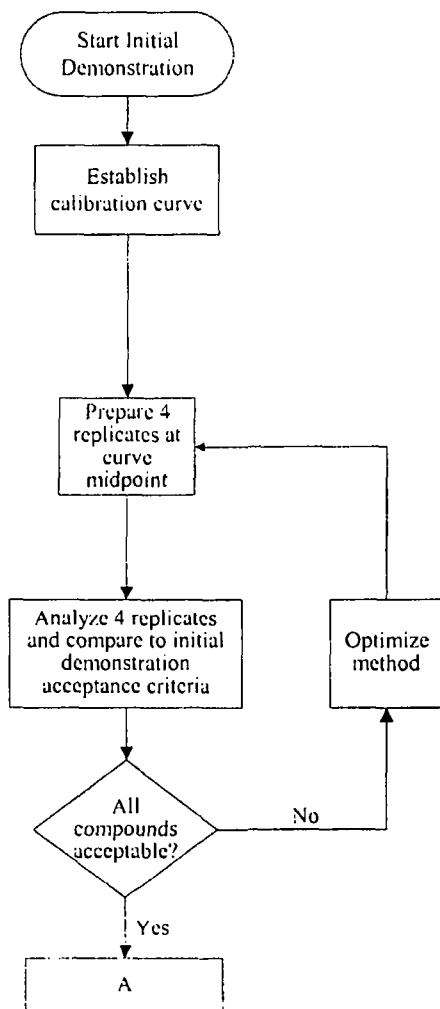 Start Initial
Demonstration
Establish
calibration curve
Prepare 4
replicates at
curve
midpoint
Analyze 4 replicates
and compare to initial
demonstration
acceptance criteria
Optimize
method
All
compounds
acceptable?
No
Yes
A